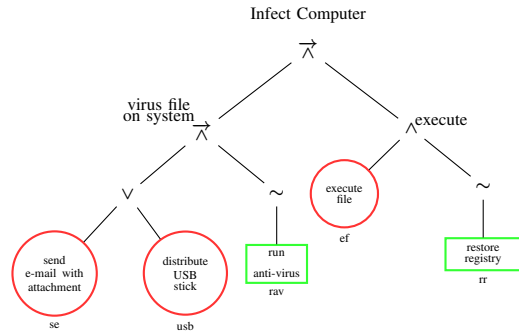 Infect Computer
∧⃗
virus file
on system
∧⃗
∧ execute
∨
∼
execute
file
∼
ef
send
e-mail with
attachment
distribute
USB
stick
run
anti-virus
restore
registry
se
usb
rav
rr